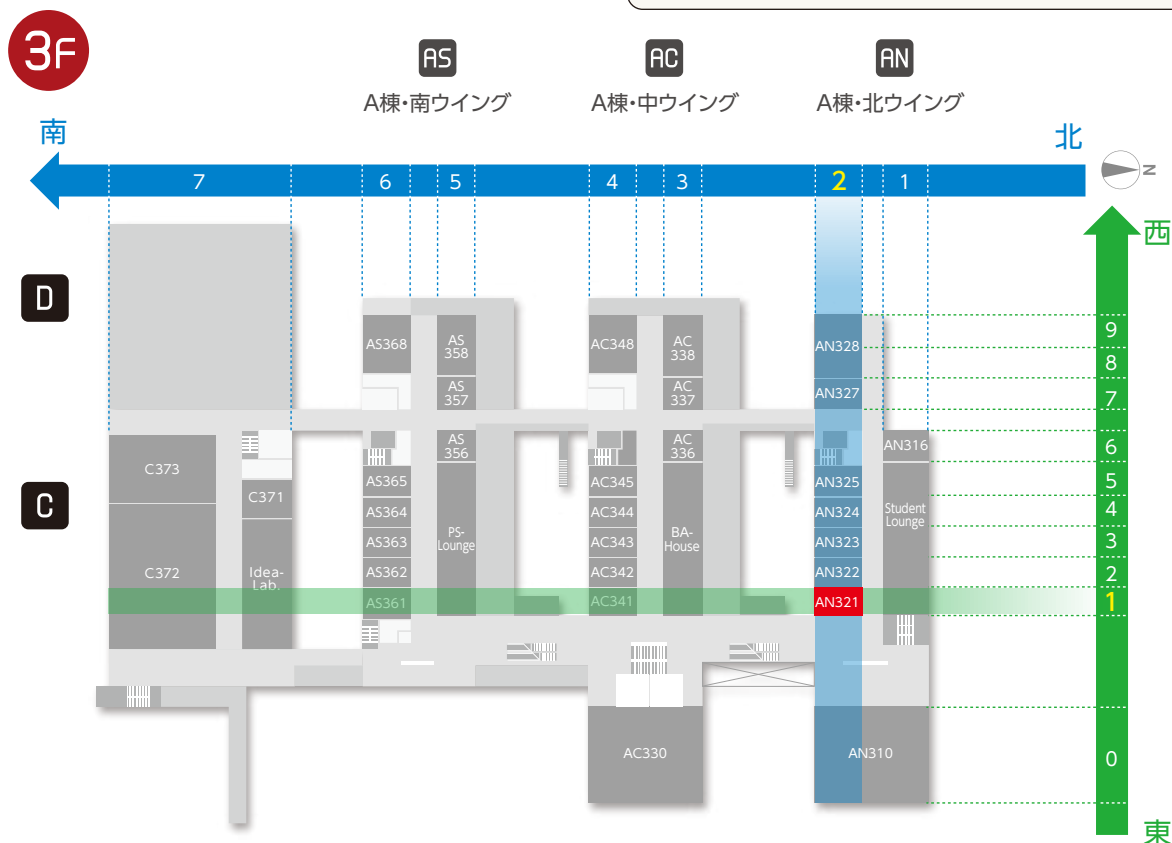 3F
AS
AC
AN
A棟・南ウイング
A棟・中ウイング
A棟・北ウイング
南
北
7
6
5
4
3
2
1
N
西
D
C
AS368
AS
358
AS
357
AC348
AC
338
AC
337
AN328
AN327
9
8
7
C373
C371
C372
Idea-
Lab.
AS
356
AS365
AS364
AS363
AS362
AS361
PS-
Lounge
AC
336
AC345
AC344
AC343
AC342
AC341
BA-
House
AN316
AN325
AN324
AN323
AN322
AN321
Student
Lounge
6
5
4
3
2
1
AC330
AN310
0
東